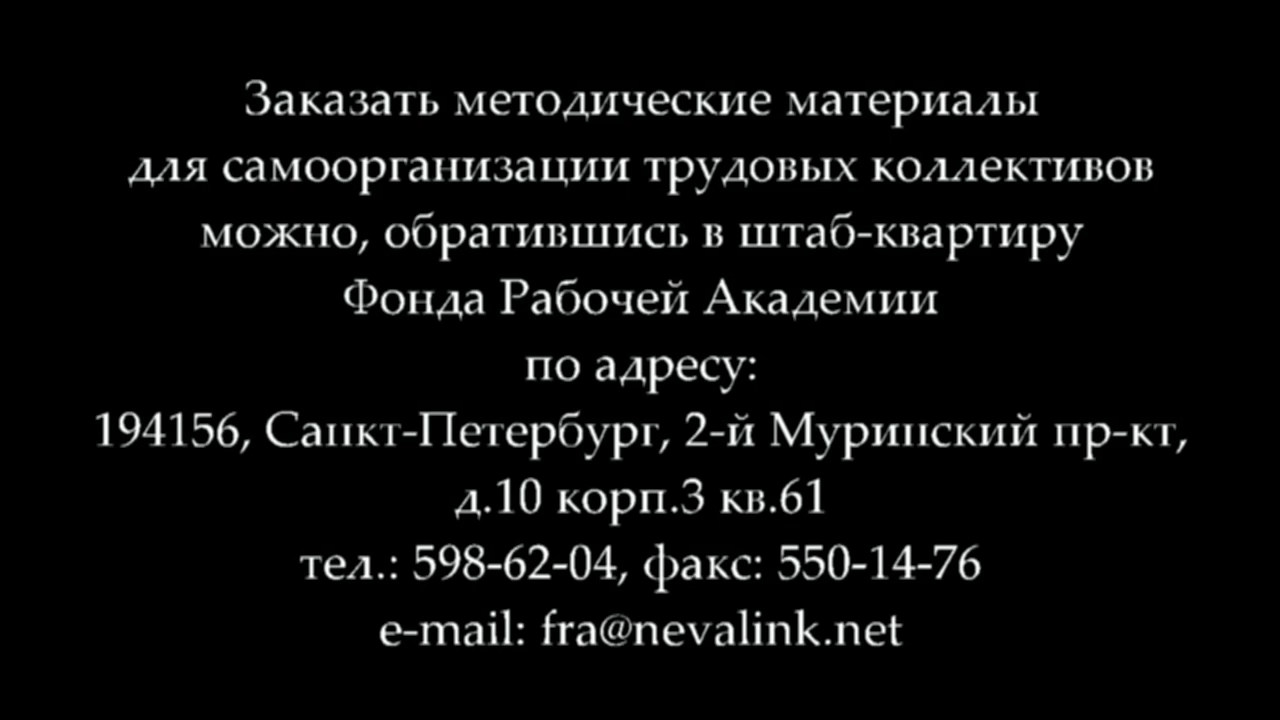 Заказать методические материалы
для самоорганизации трудовых коллективов
можно, обратившись в штаб-квартиру
Фонда Рабочей Академии
по адресу:
194156, Санкт-Петербург, 2-й Муринский пр-кт,
д.10 корп.3 кв.61
тел.: 598-62-04, факс: 550-14-76
e-mail: fra@nevalink.net